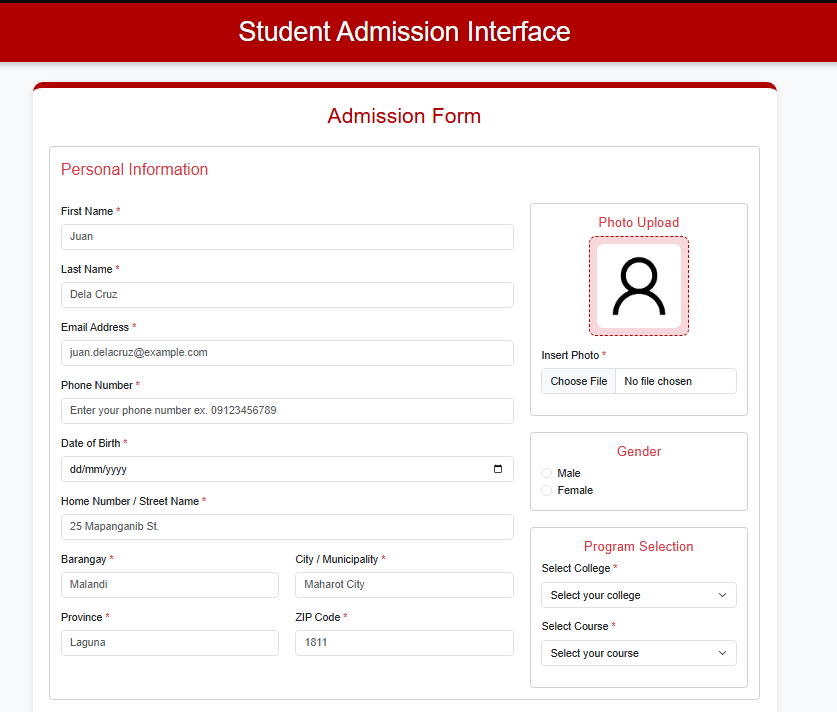 Student Admission Interface
Admission Form
Personal Information
First Name *
Juan
Last Name *
Dela Cruz
Email Address *
juan.delacruz@example.com
Phone Number *
Enter your phone number ex. 09123456789
Date of Birth *
dd/mm/yyyy
Home Number / Street Name *
25 Mapanganib St.
Barangay *
Malandi
City / Municipality *
Maharot City
Province *
Laguna
ZIP Code *
1811
Photo Upload
Insert Photo *
Choose File No file chosen
Gender
Male
Female
Program Selection
Select College *
Select your college
Select Course *
Select your course